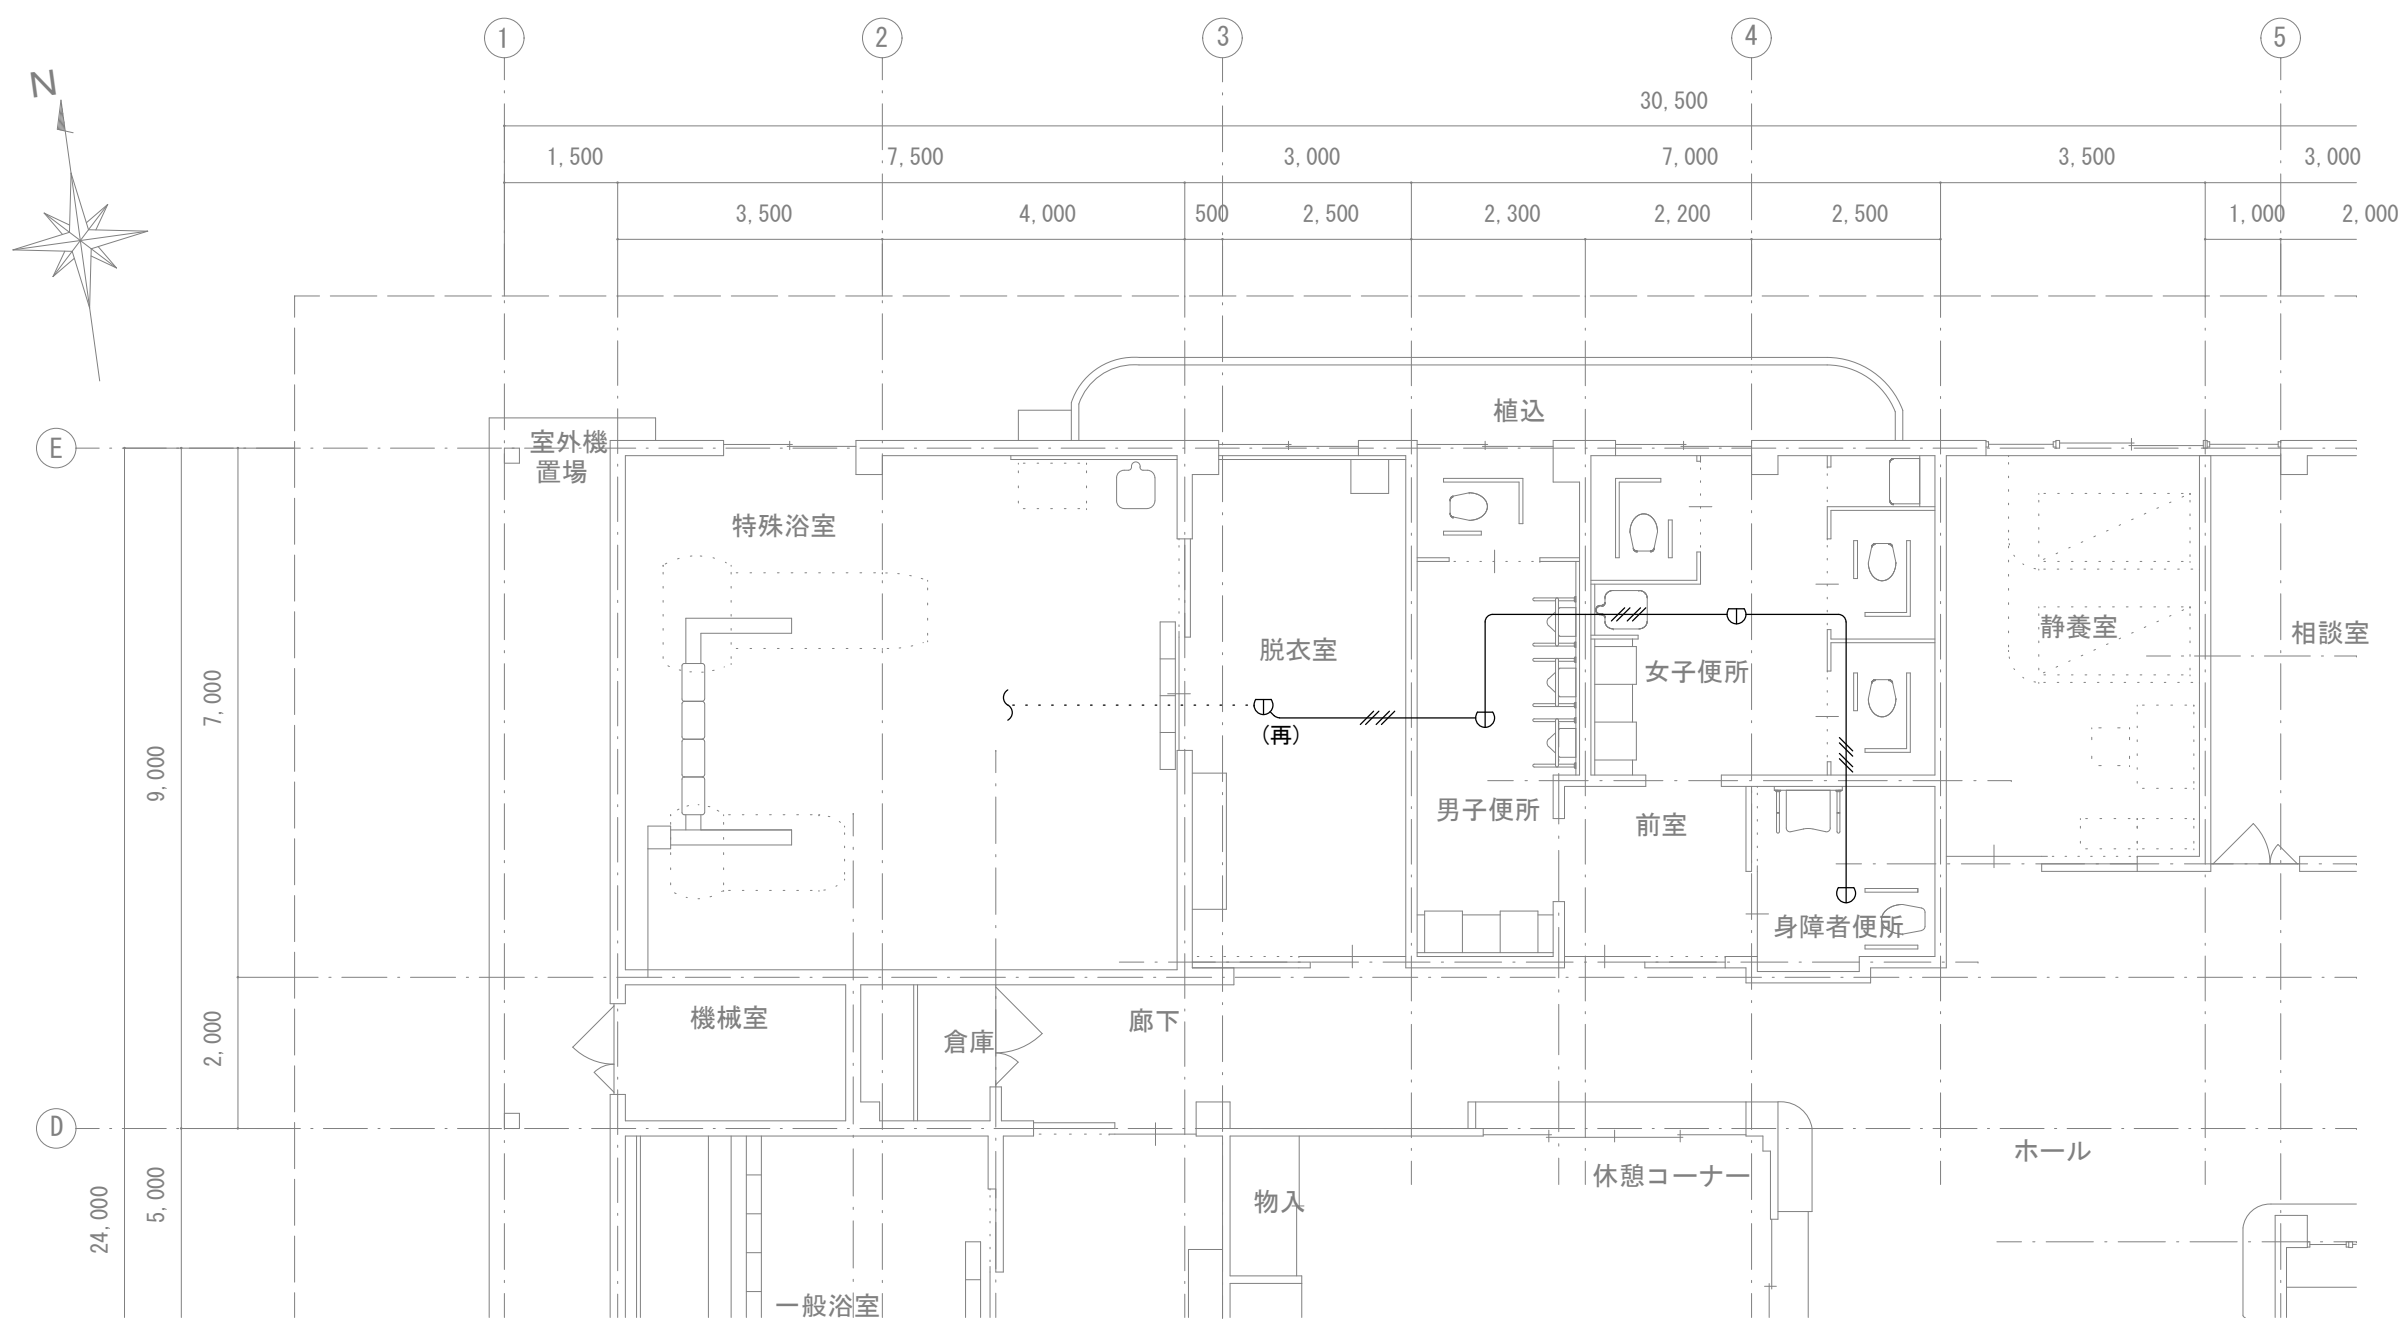 1
2
3
4
5
N
30,500
1,500
7,500
3,000
7,000
3,500
3,000
3,500
4,000
500
2,500
2,300
2,200
2,500
1,000
2,000
植込
E
室外機
置場
特殊浴室
脱衣室
女子便所
静養室
相談室
7,000
9,000
(再)
男子便所
前室
身障者便所
機械室
倉庫
廊下
2,000
D
ホール
休憩コーナー
物入
5,000
24,000
一般浴室